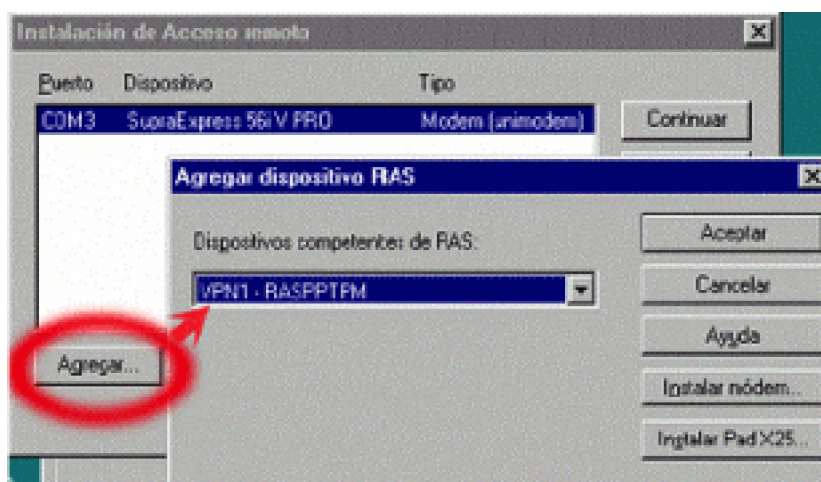 Instalación de Acceso remoto
Puerto Dispositivo Tipo
COM3 SupraExpress 56i V PRO Modem (unimodem)
Continuar
Agregar dispositivo RAS
Dispositivos competentes de RAS:
VPN1 - RASPPTPM
Aceptar
Cancelar
Ayuda
Instalar módem...
Instalar Pad X25...
Agregar...